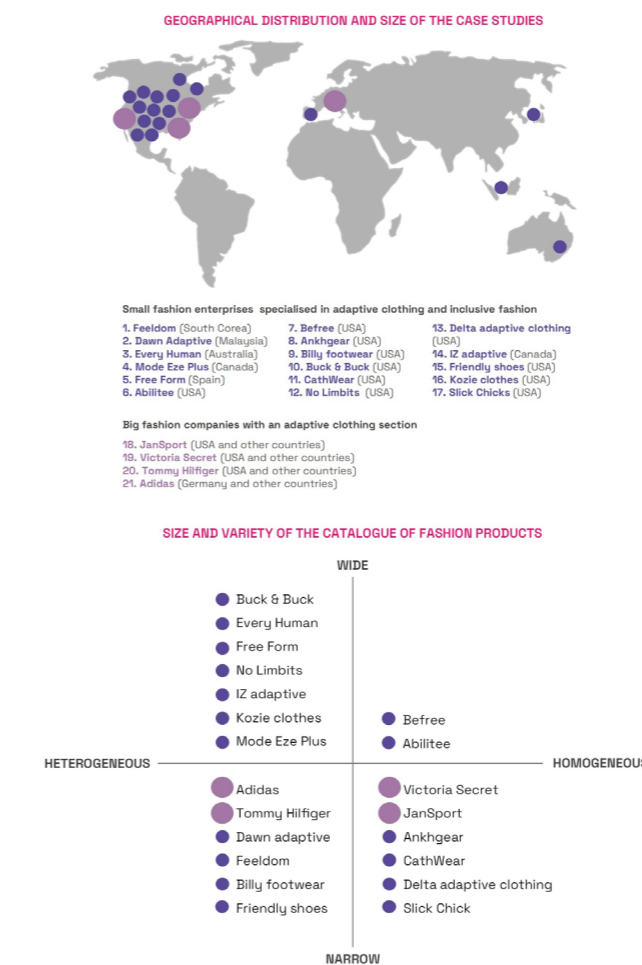 GEOGRAPHICAL DISTRIBUTION AND SIZE OF THE CASE STUDIES
Small fashion enterprises specialised in adaptive clothing and inclusive fashion
1. Feeldom (South Corea)
2. Dawn Adaptive (Malaysia)
3. Every Human (Australia)
4. Mode Eze Plus (Canada)
5. Free Form (Spain)
6. Abilitee (USA)
7. Befree (USA)
8. Ankhgear (USA)
9. Billy footwear (USA)
10. Buck & Buck (USA)
11. CathWear (USA)
12. No Limbits (USA)
13. Delta adaptive clothing
(USA)
14. IZ adaptive (Canada)
15. Friendly shoes (USA)
16. Kozie clothes (USA)
17. Slick Chicks (USA)
Big fashion companies with an adaptive clothing section
18. JanSport (USA and other countries)
19. Victoria Secret (USA and other countries)
20. Tommy Hilfiger (USA and other countries)
21. Adidas (Germany and other countries)
SIZE AND VARIETY OF THE CATALOGUE OF FASHION PRODUCTS
WIDE
Buck & Buck
Every Human
Free Form
No Limbits
IZ adaptive
Kozie clothes
Mode Eze Plus
Befree
Abilitee
HETEROGENEOUS
HOMOGENEOUS
Adidas
Tommy Hilfiger
Dawn adaptive
Feeldom
Billy footwear
Friendly shoes
Victoria Secret
JanSport
Ankhgear
CathWear
Delta adaptive clothing
Slick Chick
NARROW